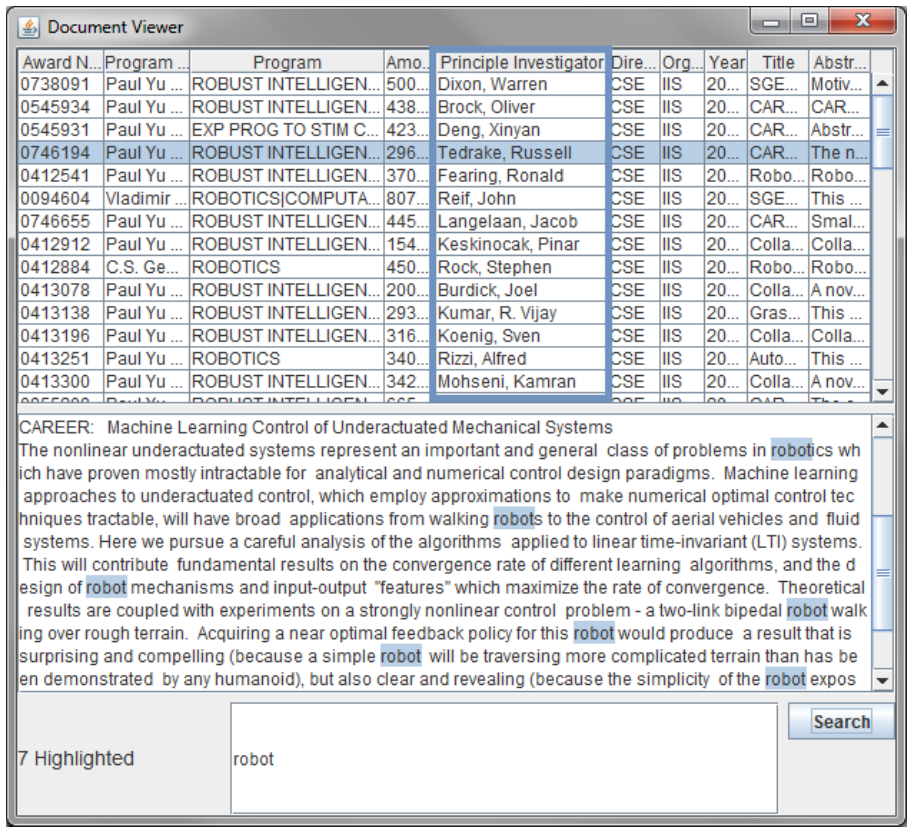 Document Viewer
Award N... Program ... Program Amo... Principle Investigator Dire... Org... Year Title Abstr...
0738091 Paul Yu ... ROBUST INTELLIGEN... 500... Dixon, Warren CSE IIS 20... SGE... Motiv...
0545934 Paul Yu ... ROBUST INTELLIGEN... 438... Brock, Oliver CSE IIS 20... CAR... CAR...
0545931 Paul Yu ... EXP PROG TO STIM C... 423... Deng, Xinyan CSE IIS 20... CAR... Abstr...
0746194 Paul Yu ... ROBUST INTELLIGEN... 296... Tedrake, Russell CSE IIS 20... CAR... The n...
0412541 Paul Yu ... ROBUST INTELLIGEN... 370... Fearing, Ronald CSE IIS 20... Robo... Robo...
0094604 Vladimir ... ROBOTICS|COMPUTA... 807... Reif, John CSE IIS 20... SGE... This ...
0746655 Paul Yu ... ROBUST INTELLIGEN... 445... Langelaan, Jacob CSE IIS 20... CAR... Smal...
0412912 Paul Yu ... ROBUST INTELLIGEN... 154... Keskinocak, Pinar CSE IIS 20... Colla... Colla...
0412884 C.S. Ge... ROBOTICS 450... Rock, Stephen CSE IIS 20... Robo... Robo...
0413078 Paul Yu ... ROBUST INTELLIGEN... 200... Burdick, Joel CSE IIS 20... Colla... A nov...
0413138 Paul Yu ... ROBUST INTELLIGEN... 293... Kumar, R. Vijay CSE IIS 20... Gras... This ...
0413196 Paul Yu ... ROBUST INTELLIGEN... 316... Koenig, Sven CSE IIS 20... Colla... Colla...
0413251 Paul Yu ... ROBOTICS 340... Rizzi, Alfred CSE IIS 20... Auto... This ...
0413300 Paul Yu ... ROBUST INTELLIGEN... 342... Mohseni, Kamran CSE IIS 20... Colla... A nov...
CAREER: Machine Learning Control of Underactuated Mechanical Systems
The nonlinear underactuated systems represent an important and general class of problems in robotics wh
ich have proven mostly intractable for analytical and numerical control design paradigms. Machine learning
approaches to underactuated control, which employ approximations to make numerical optimal control tec
hniques tractable, will have broad applications from walking robots to the control of aerial vehicles and fluid
systems. Here we pursue a careful analysis of the algorithms applied to linear time-invariant (LTI) systems.
This will contribute fundamental results on the convergence rate of different learning algorithms, and the d
esign of robot mechanisms and input-output "features" which maximize the rate of convergence. Theoretical
results are coupled with experiments on a strongly nonlinear control problem - a two-link bipedal robot walk
ing over rough terrain. Acquiring a near optimal feedback policy for this robot would produce a result that is
surprising and compelling (because a simple robot will be traversing more complicated terrain than has be
en demonstrated by any humanoid), but also clear and revealing (because the simplicity of the robot expos
Search
7 Highlighted
robot